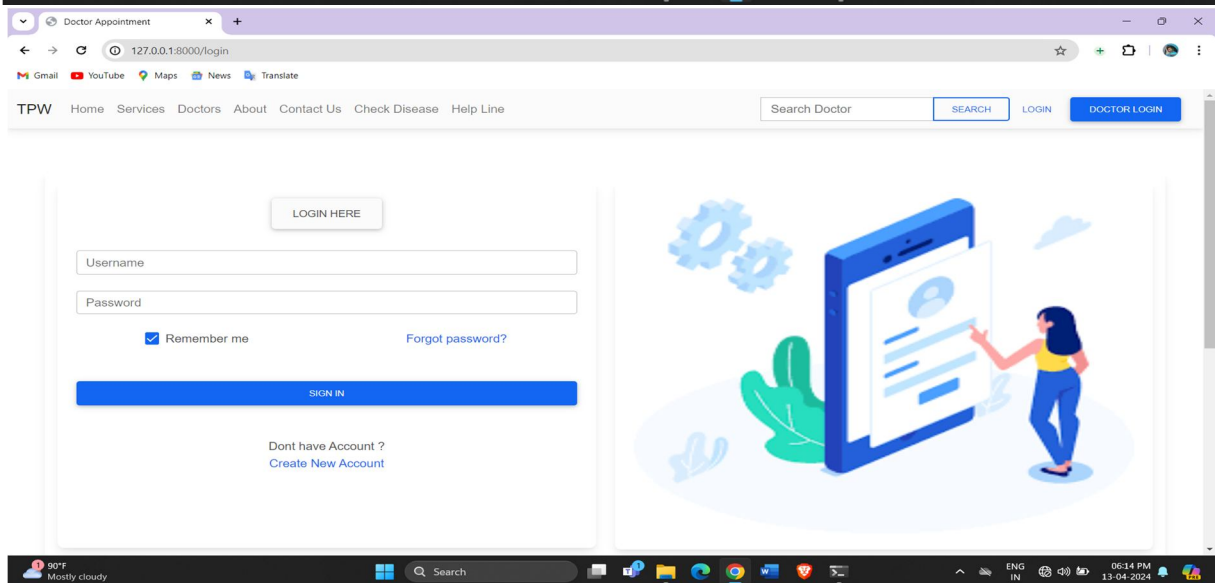 Doctor Appointment
127.0.0.1:8000/login
Gmail YouTube Maps News Translate
TPW Home Services Doctors About Contact Us Check Disease Help Line Search Doctor SEARCH LOGIN DOCTOR LOGIN
LOGIN HERE
Username
Password
Remember me Forgot password?
SIGN IN
Dont have Account ?
Create New Account
1 90°F
Mostly cloudy
Search
ENG
IN
06:14 PM
13-04-2024